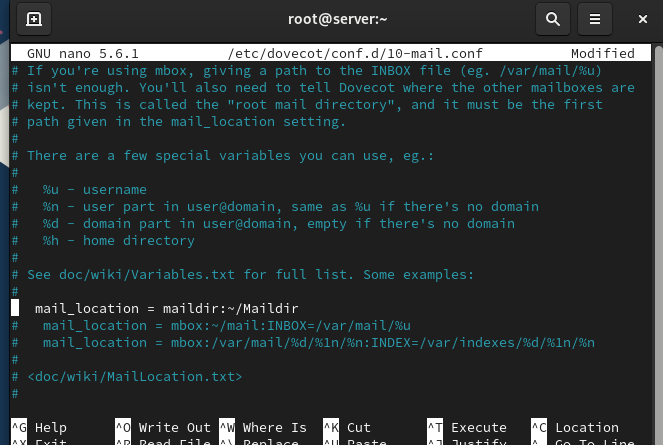 root@server:~
GNU nano 5.6.1 /etc/dovecot/conf.d/10-mail.conf Modified
# If you're using mbox, giving a path to the INBOX file (eg. /var/mail/%u)
# isn't enough. You'll also need to tell Dovecot where the other mailboxes are
# kept. This is called the "root mail directory", and it must be the first
# path given in the mail_location setting.
#
# There are a few special variables you can use, eg.:
#
#   %u - username
#   %n - user part in user@domain, same as %u if there's no domain
#   %d - domain part in user@domain, empty if there's no domain
#   %h - home directory
#
# See doc/wiki/Variables.txt for full list. Some examples:
#
   mail_location = maildir:~/Maildir
#   mail_location = mbox:~/mail:INBOX=/var/mail/%u
#   mail_location = mbox:/var/mail/%d/%1n/%n:INDEX=/var/indexes/%d/%1n/%n
#
# <doc/wiki/MailLocation.txt>
#
^G Help ^O Write Out ^W Where Is ^K Cut ^T Execute ^C Location
^X Exit ^R Read File ^\ Replace ^U Paste ^J Justify ^_ Go To Line